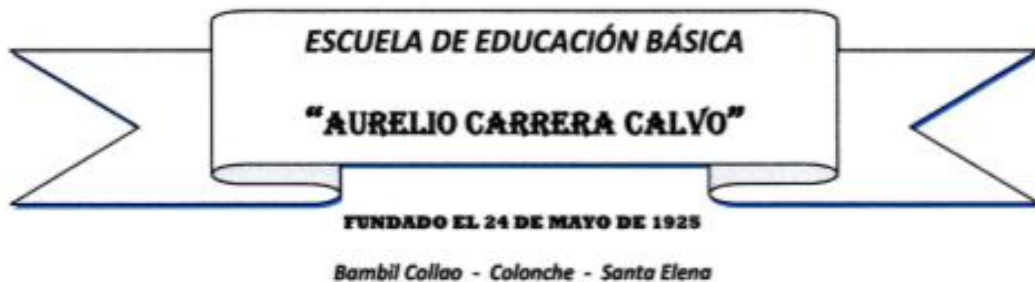 ESCUELA DE EDUCACIÓN BÁSICA
“AURELIO CARRERA CALVO”
FUNDADO EL 24 DE MAYO DE 1925
Bambil Collao - Colonche - Santa Elena